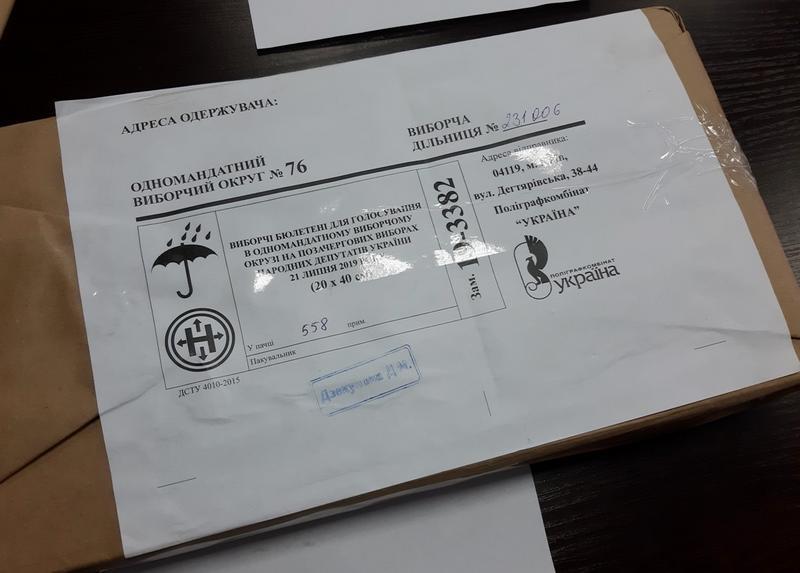 АДРЕСА ОДЕРЖУВАЧА:
ОДНОМАНДАТНИЙ
ВИБОРЧИЙ ОКРУГ № 76
ВИБОРЧА
ДІЛЬНИЦЯ № 231006
Адреса відправника:
04119, м.
вул. Дегтярівська, 38-44
Поліграфкомбінат
“УКРАЇНА”
ПОЛІГРАФКОМБІНАТ
україна
ВИБОРЧІ БЮЛЕТЕНІ ДЛЯ ГОЛОСУВАННЯ
В ОДНОМАНДАТНОМУ ВИБОРЧОМУ
ОКРУЗІ НА ПОЗАЧЕРГОВИХ ВИБОРАХ
НАРОДНИХ ДЕПУТАТІВ УКРАЇНИ
21 ЛИПНЯ 2019
(20 х 40
Зам. 19-3382
У пачці 558 прим.
Пакувальник
Н
ДСТУ 4010-2015